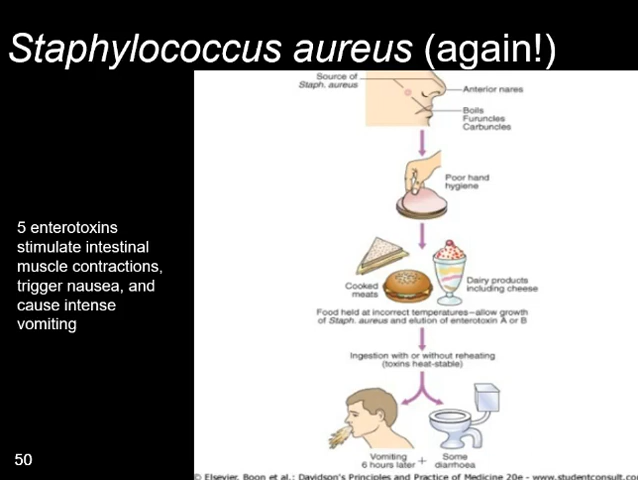 Staphylococcus aureus (again!)
Source of
Staph. aureus
Anterior nares
Boils
Furuncles
Carbuncles
Poor hand
hygiene
5 enterotoxins
stimulate intestinal
muscle contractions,
trigger nausea, and
cause intense
vomiting
Cooked
meats
Dairy products
including cheese
Food held at incorrect temperatures—allow growth
of Staph. aureus and elution of enterotoxin A or B
Ingestion with or without reheating
(toxins heat-stable)
Vomiting
6 hours later
+
Some
diarrhoea
50
© Elsevier. Boon et al.: Davidson's Principles and Practice of Medicine 20e - www.studentconsult.co